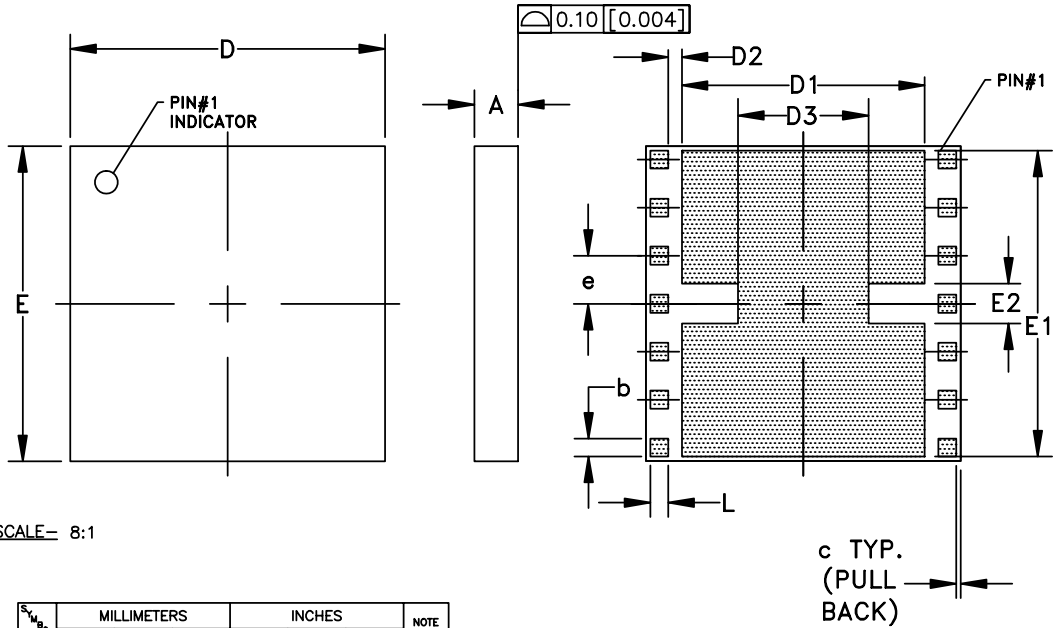 0.10 [0.004]
D
D2
D1
PIN#1
INDICATOR
A
D3
PIN#1
e
E
E2
E1
b
L
SCALE- 8:1
c TYP.
(PULL
BACK)
SYMBO
MILLIMETERS
INCHES
NOTE